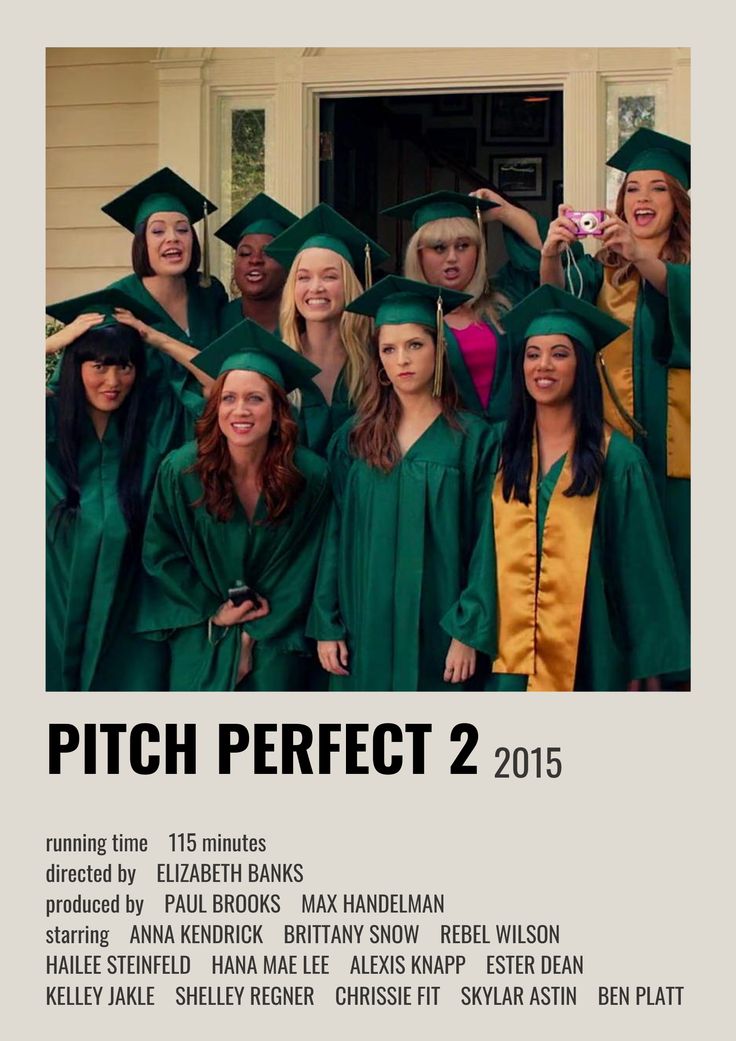 PITCH PERFECT 2 2015
running time 115 minutes
directed by ELIZABETH BANKS
produced by PAUL BROOKS MAX HANDELMAN
starring ANNA KENDRICK BRITTANY SNOW REBEL WILSON
HAILEE STEINFELD HANA MAE LEE ALEXIS KNAPP ESTER DEAN
KELLEY JAKLE SHELLEY REGNER CHRISSIE FIT SKYLAR ASTIN BEN PLATT